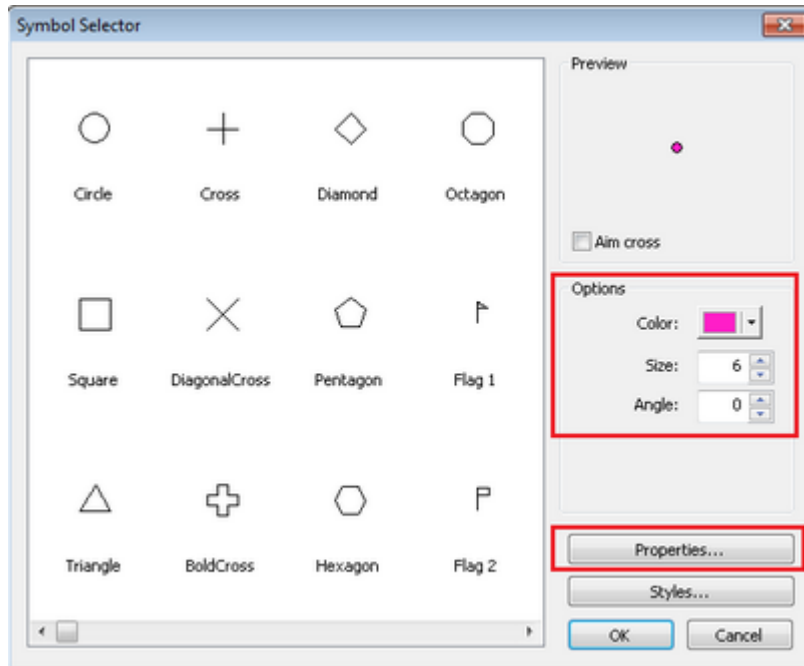 Symbol Selector
Circle Cross Diamond Octagon
Square DiagonalCross Pentagon Flag 1
Triangle BoldCross Hexagon Flag 2
Preview
Aim cross
Options
Color:
Size: 6
Angle: 0
Properties...
Styles...
OK Cancel